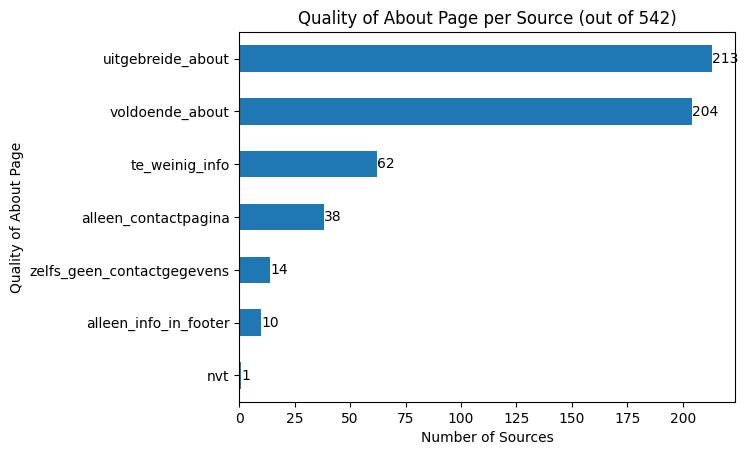 Quality of About Page per Source (out of 542)
Quality of About Page
uitgebreide_about 213
voldoende_about 204
te_weinig_info 62
alleen_contactpagina 38
zelfs_geen_contactgegevens 14
alleen_info_in_footer 10
nvt 1
0 25 50 75 100 125 150 175 200
Number of Sources